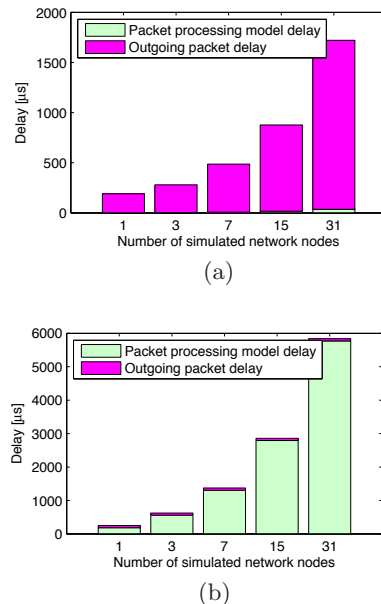 2000
Packet processing model delay
Outgoing packet delay
1500
1000
500
0
Delay [µs]
1 3 7 15 31
Number of simulated network nodes
(a)
6000
Packet processing model delay
Outgoing packet delay
5000
4000
3000
2000
1000
0
Delay [µs]
1 3 7 15 31
Number of simulated network nodes
(b)